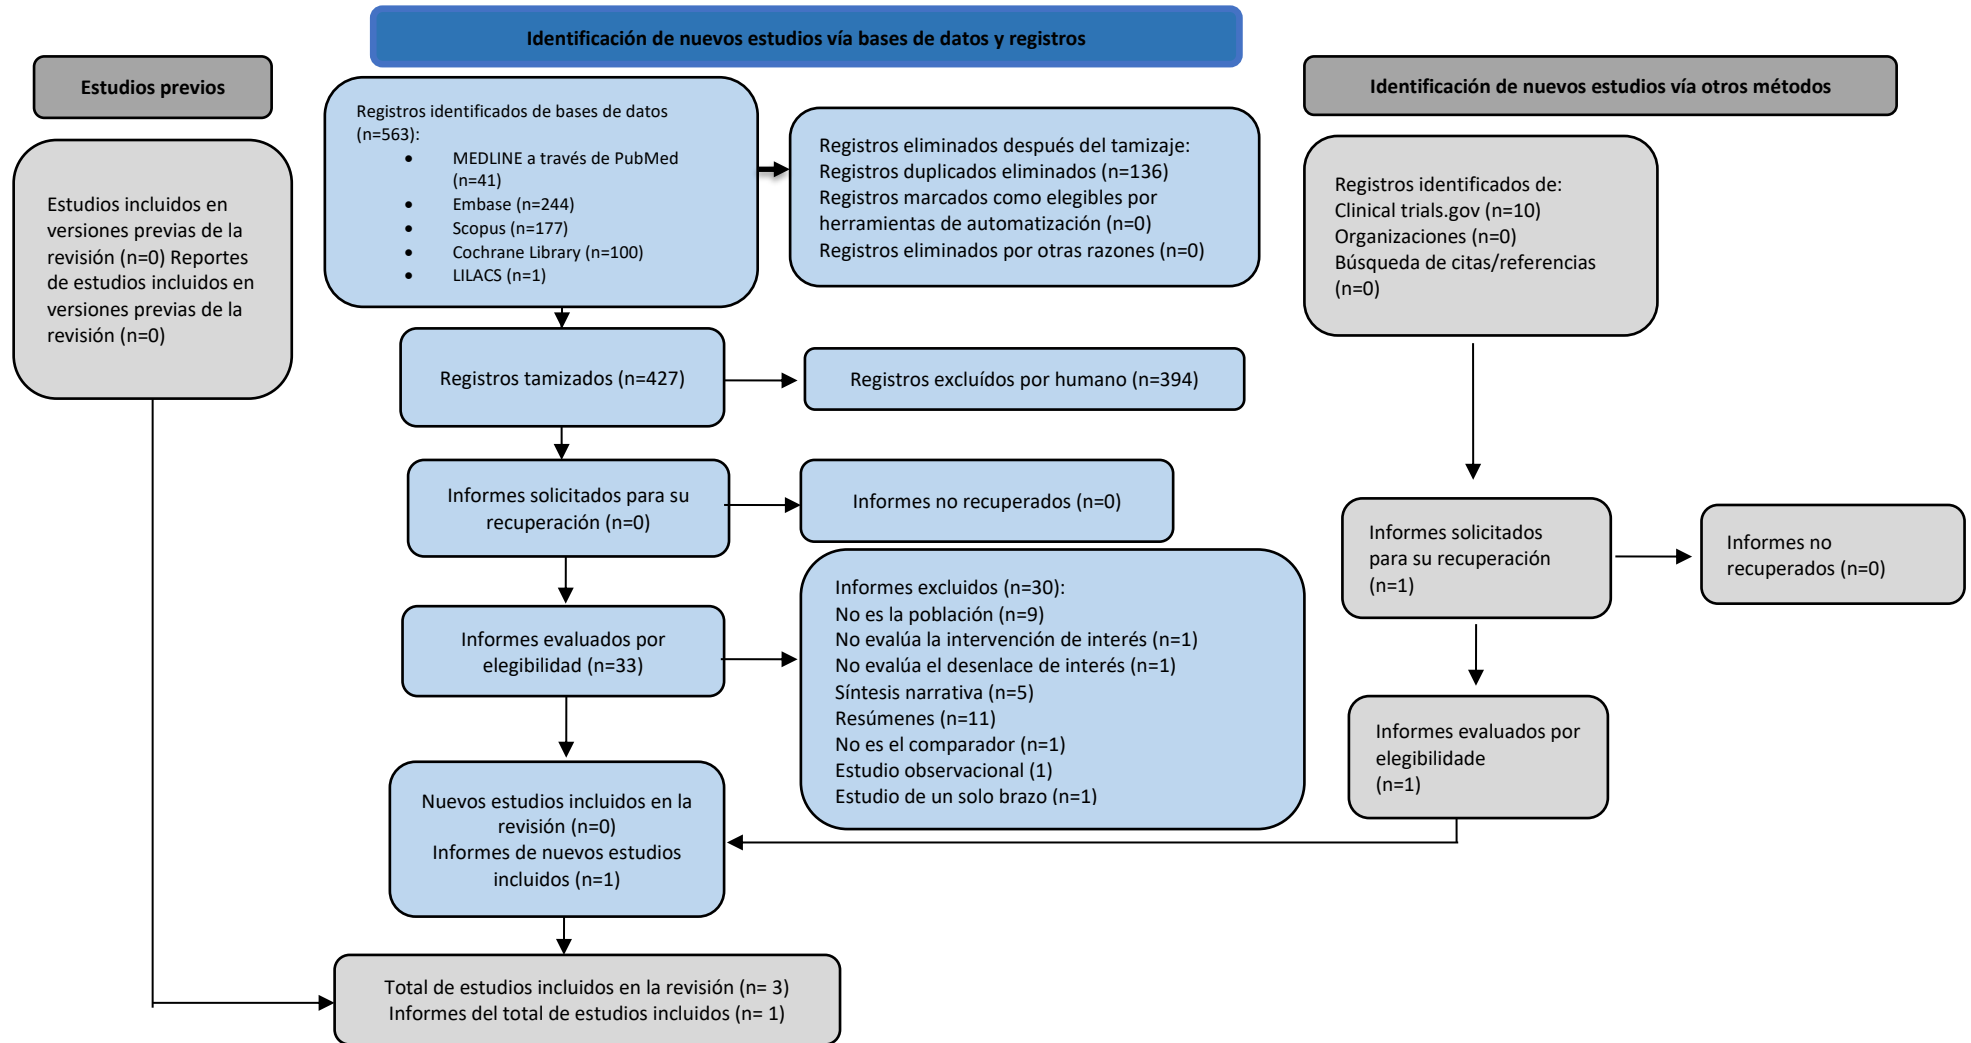 Identificación de nuevos estudios vía bases de datos y registros
Estudios previos
Identificación de nuevos estudios vía otros métodos
Estudios incluidos en
versiones previas de la
revisión (n=0) Reportes
de estudios incluidos en
versiones previas de la
revisión (n=0)
Registros identificados de bases de datos
(n=563):
• MEDLINE a través de PubMed
(n=41)
• Embase (n=244)
• Scopus (n=177)
• Cochrane Library (n=100)
• LILACS (n=1)
Registros eliminados después del tamizaje:
Registros duplicados eliminados (n=136)
Registros marcados como elegibles por
herramientas de automatización (n=0)
Registros eliminados por otras razones (n=0)
Registros identificados de:
Clinical trials.gov (n=10)
Organizaciones (n=0)
Búsqueda de citas/referencias
(n=0)
Registros tamizados (n=427)
Registros excluídos por humano (n=394)
Informes solicitados para su
recuperación (n=0)
Informes no recuperados (n=0)
Informes solicitados
para su recuperación
(n=1)
Informes no
recuperados (n=0)
Informes evaluados por
elegibilidad (n=33)
Informes excluidos (n=30):
No es la población (n=9)
No evalúa la intervención de interés (n=1)
No evalúa el desenlace de interés (n=1)
Síntesis narrativa (n=5)
Resúmenes (n=11)
No es el comparador (n=1)
Estudio observacional (1)
Estudio de un solo brazo (n=1)
Informes evaluados por
elegibilidade
(n=1)
Nuevos estudios incluidos en la
revisión (n=0)
Informes de nuevos estudios
incluidos (n=1)
Total de estudios incluidos en la revisión (n= 3)
Informes del total de estudios incluidos (n= 1)